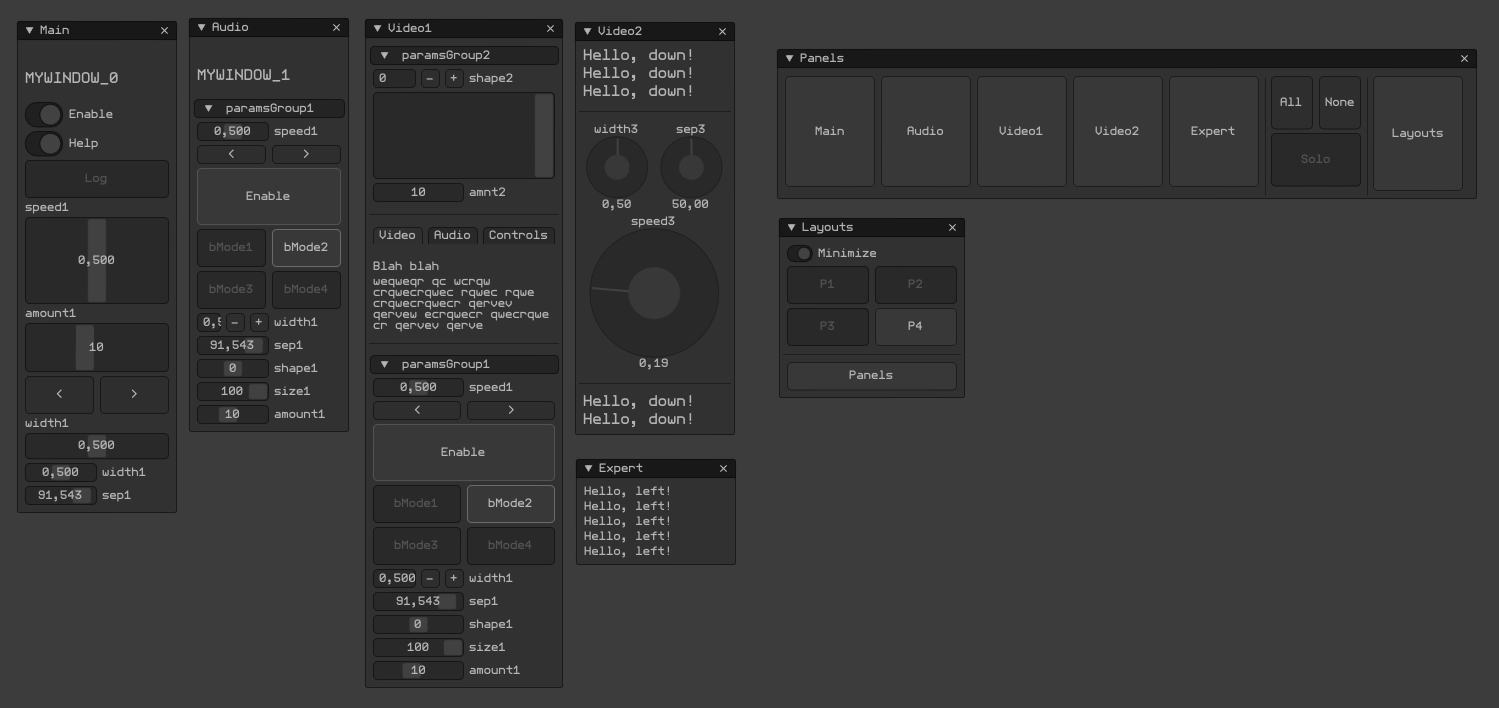 Main
MYWINDOW_0
Enable
Help
Log
speed1
0,500
amount1
10
< >
width1
0,500
0,500 width1
91,543 sep1
Audio
MYWINDOW_1
paramsGroup1
0,500 speed1
< >
Enable
bMode1 bMode2
bMode3 bMode4
- + width1
91,543 sep1
0 shape1
100 size1
10 amount1
Video1
paramsGroup2
0 - + shape2
10 amnt2
Video Audio Controls
Blah blah
weqweqr qc wcrqw
crqwecrqwec rqwec rqwe
crqwecrqwecr qervev
qervew ecrqwecr qwecrqwe
cr qervev qerve
paramsGroup1
0,500 speed1
< >
Enable
bMode1 bMode2
bMode3 bMode4
0,500 - + width1
91,543 sep1
0 shape1
100 size1
10 amount1
Video2
Hello, down!
Hello, down!
Hello, down!
width3 sep3
0,50 50,00
speed3
0,19
Hello, down!
Hello, down!
Expert
Hello, left!
Hello, left!
Hello, left!
Hello, left!
Hello, left!
Panels
Main Audio Video1 Video2 Expert All None Solo Layouts
Layouts
Minimize
P1 P2
P3 P4
Panels